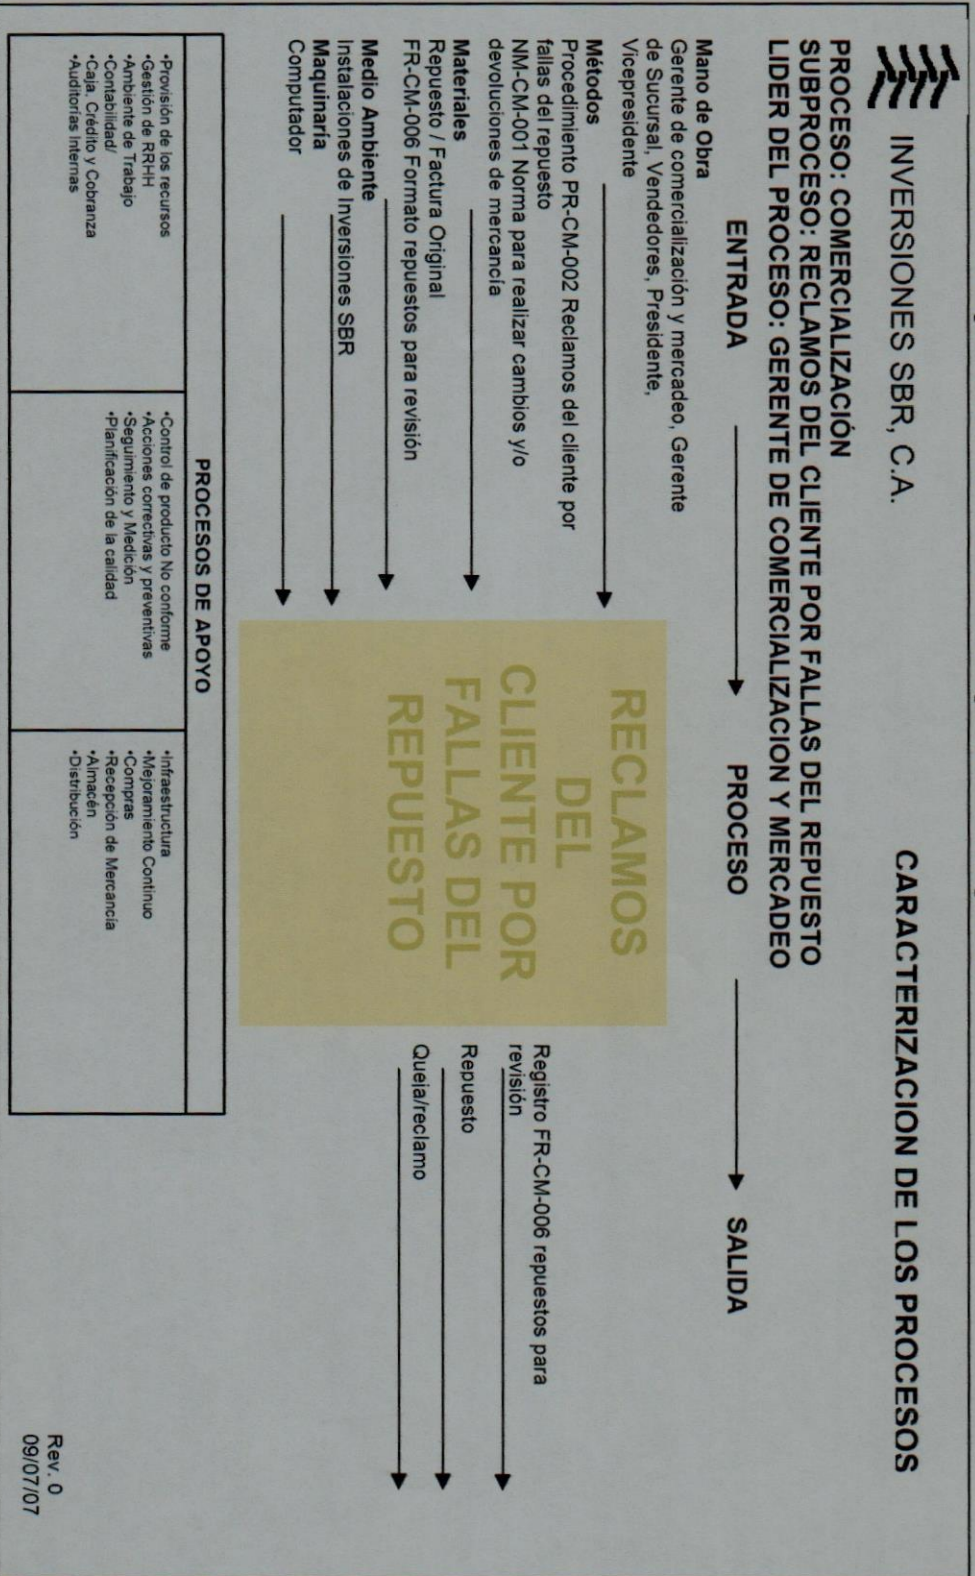 INVERSIONES SBR, C.A.
CARACTERIZACION DE LOS PROCESOS
PROCESO: COMERCIALIZACIÓN
SUBPROCESO: RECLAMOS DEL CLIENTE POR FALLAS DEL REPUESTO
LIDER DEL PROCESO: GERENTE DE COMERCIALIZACION Y MERCADEO
ENTRADA
PROCESO
SALIDA
Mano de Obra
Gerente de comercialización y mercadeo, Gerente
de Sucursal, Vendedores, Presidente,
Vicepresidente
Métodos
Procedimiento PR-CM-002 Reclamos del cliente por
fallas del repuesto
NM-CM-001 Norma para realizar cambios y/o
devoluciones de mercancía
Materiales
Repuesto / Factura Original
FR-CM-006 Formato repuestos para revisión
Medio Ambiente
Instalaciones de Inversiones SBR
Maquinaría
Computador
RECLAMOS
DEL
CLIENTE POR
FALLAS DEL
REPUESTO
Registro FR-CM-006 repuestos para
revisión
Repuesto
Queja/reclamo
PROCESOS DE APOYO
•Provisión de los recursos
•Gestión de RRHH
•Ambiente de Trabajo
•Contabilidad/
•Caja, Crédito y Cobranza
•Auditorías Internas
•Control de producto No conforme
•Acciones correctivas y preventivas
•Seguimiento y Medición
•Planificación de la calidad
•Infraestructura
•Mejoramiento Continuo
•Compras
•Recepción de Mercancía
•Almacén
•Distribución
Rev. 0
09/07/07